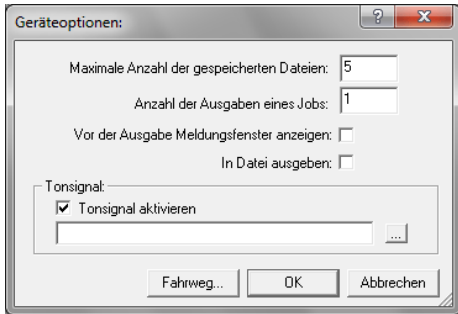 Geräteoptionen:
Maximale Anzahl der gespeicherten Dateien: 5
Anzahl der Ausgaben eines Jobs: 1
Vor der Ausgabe Meldungsfenster anzeigen:
In Datei ausgeben:
Tonsignal:
Tonsignal aktivieren
...
Fahrweg... OK Abbrechen